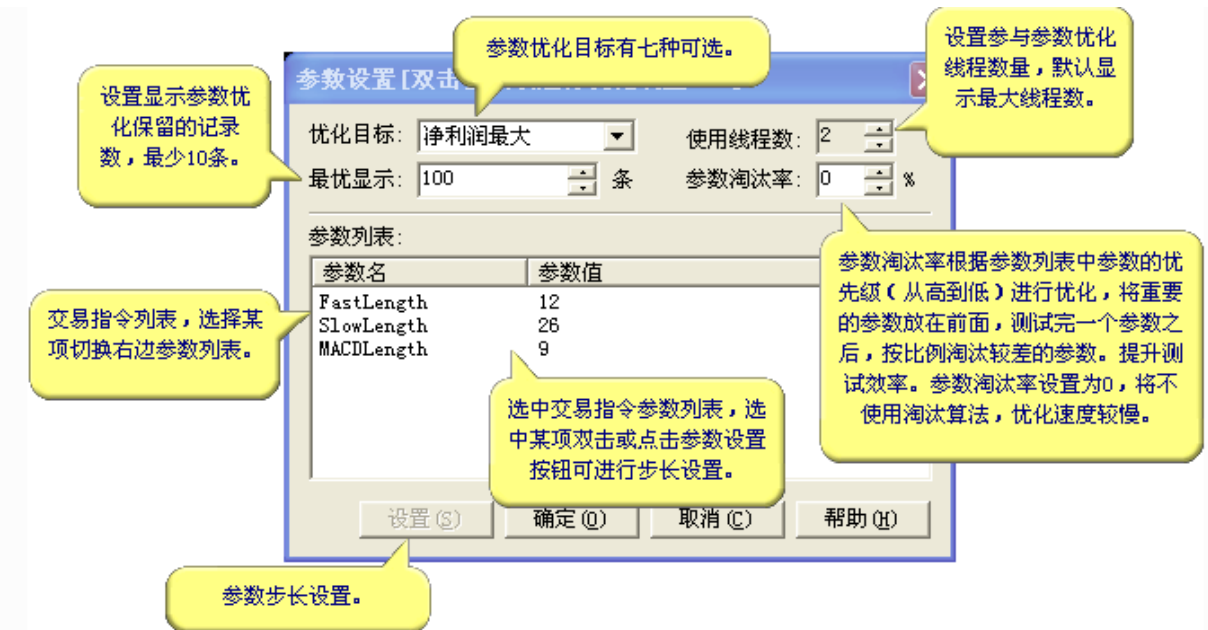 参数优化目标有七种可选。
设置参与参数优化
线程数量，默认显
示最大线程数。
参数设置[双击
设置显示参数优
化保留的记录
数，最少10条。
优化目标: 净利润最大 使用线程数: 2
最优显示: 100 条 参数淘汰率: 0 %
参数列表:
参数名 参数值
FastLength 12
SlowLength 26
MACDLength 9
交易指令列表，选择某
项切换右边参数列表。
参数淘汰率根据参数列表中参数的优
先级（从高到低）进行优化，将重要
的参数放在前面，测试完一个参数之
后，按比例淘汰较差的参数。提升测
试效率。参数淘汰率设置为0，将不
使用淘汰算法，优化速度较慢。
选中交易指令参数列表，选
中某项双击或点击参数设置
按钮可进行步长设置。
设置(S) 确定(O) 取消(C) 帮助(H)
参数步长设置。